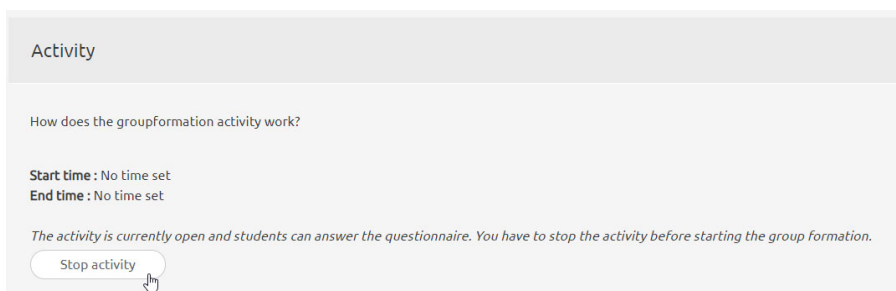 Activity
How does the groupformation activity work?
Start time : No time set
End time : No time set
The activity is currently open and students can answer the questionnaire. You have to stop the activity before starting the group formation.
Stop activity